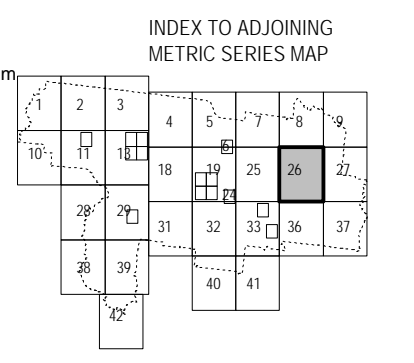 INDEX TO ADJOINING
METRIC SERIES MAP
m
1 2 3 4 5 7 8 9
6
10 11 13 18 19 25 26 27
24
28 29 31 32 33 36 37
38 39 40 41
42